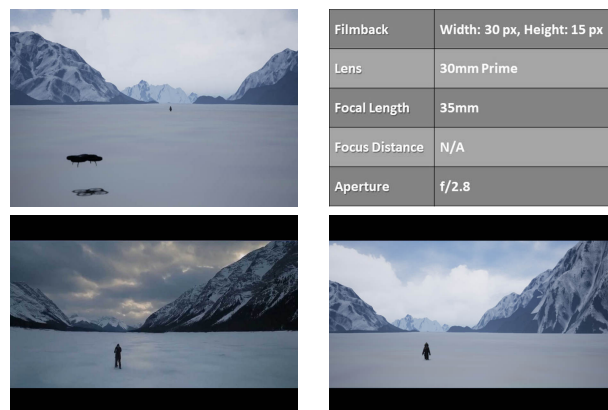 Filmback Width: 30 px, Height: 15 px
Lens 30mm Prime
Focal Length 35mm
Focus Distance N/A
Aperture f/2.8